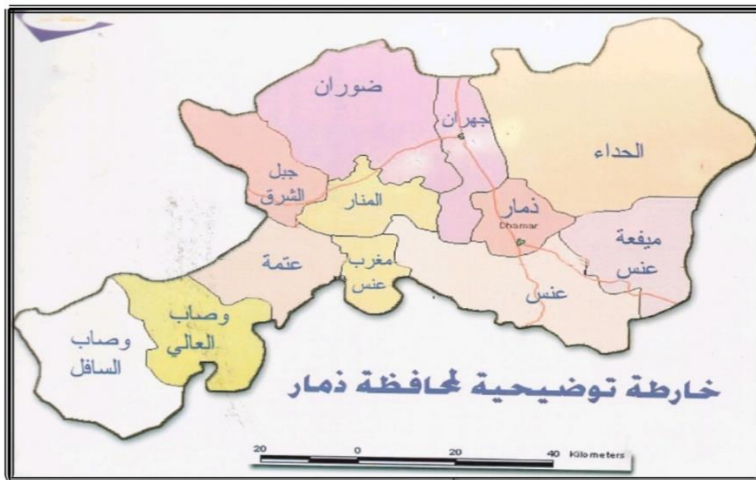 ضوران
جهران
الحداء
جبل
الشرق
المنار
ذمار
Dhamar
ميفعة
عنس
مغرب
عنس
عتمة
عنس
وصاب
العالي
وصاب
السافل
خارطة توضيحية لمحافظة ذمار
20 0 20 40 Kilometers